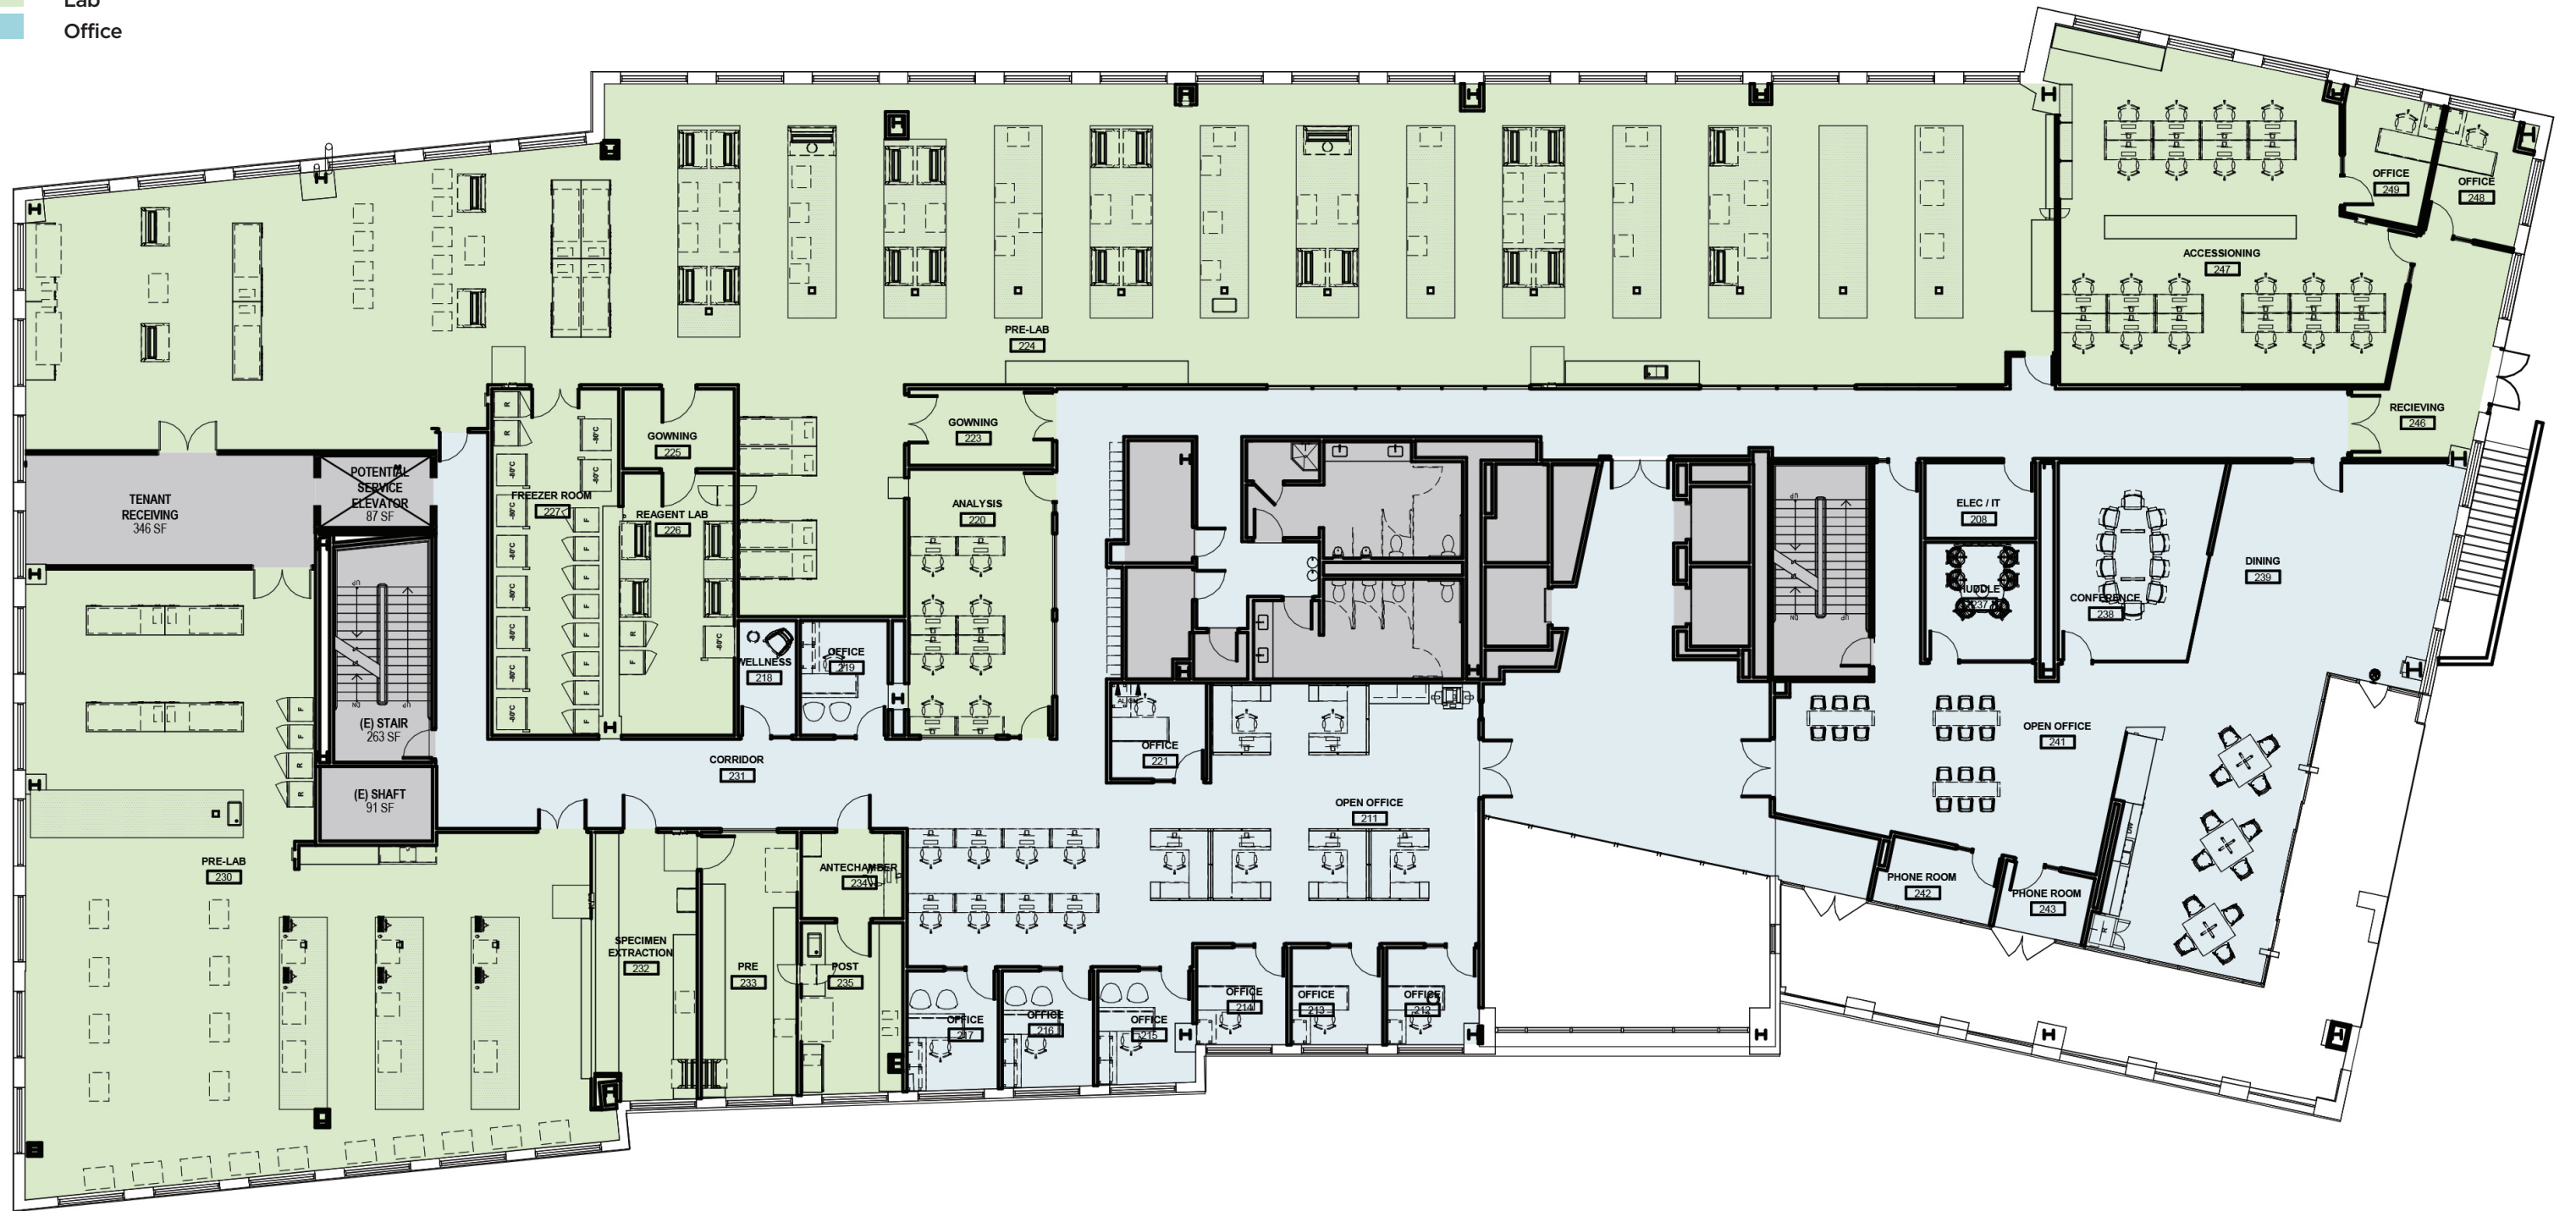 Lab
Office
OFFICE
249
OFFICE
248
ACCESSIONING
247
PRE-LAB
224
RECIEVING
246
GOWNING
223
GOWNING
225
FREEZER ROOM
227
REAGENT LAB
226
ANALYSIS
220
TENANT
RECEIVING
346 SF
POTENTIAL
SERVICE
ELEVATOR
87 SF
ELEC / IT
208
HUDDLE
237
CONFERENCE
238
DINING
239
WELLNESS
218
OFFICE
219
(E) STAIR
263 SF
(E) SHAFT
91 SF
CORRIDOR
231
OFFICE
221
OPEN OFFICE
241
OPEN OFFICE
211
PRE-LAB
230
ANTECHAMBER
234
PHONE ROOM
242
PHONE ROOM
243
SPECIMEN
EXTRACTION
232
PRE
233
POST
235
OFFICE
217
OFFICE
216
OFFICE
215
OFFICE
214
OFFICE
213
OFFICE
212